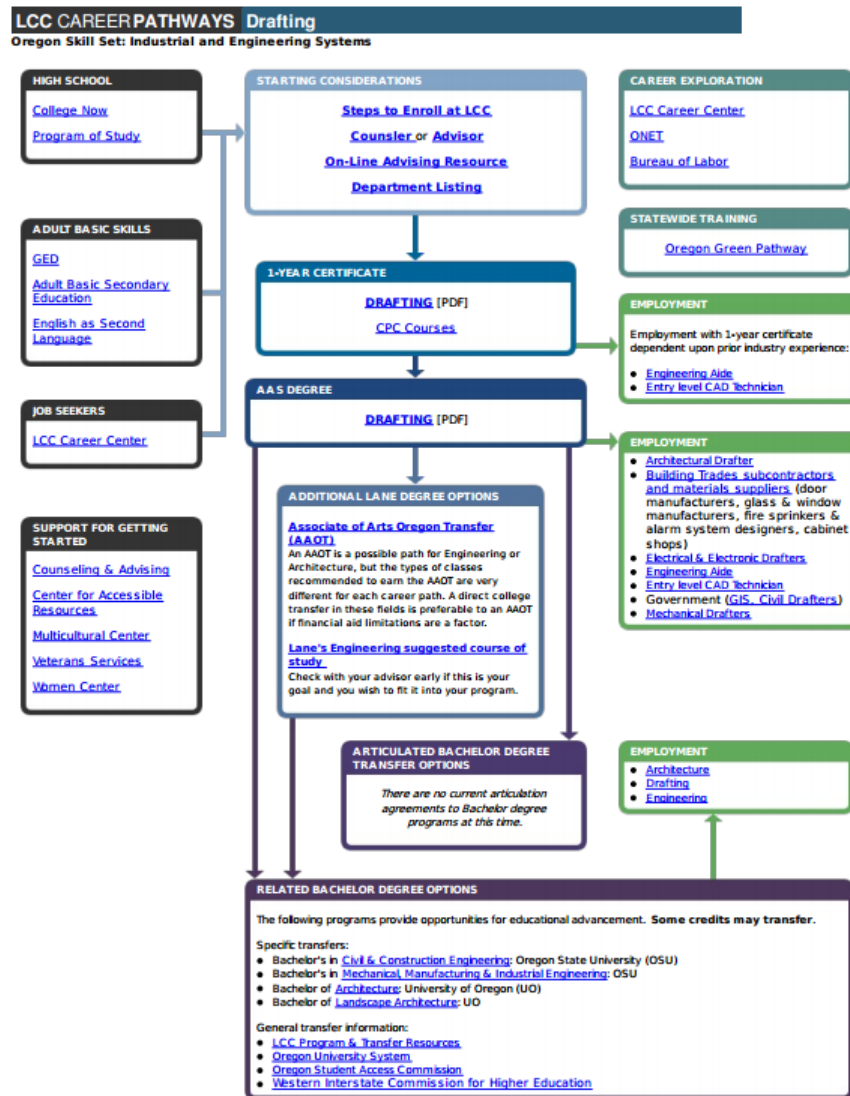 LCC CAREER PATHWAYS Drafting
Oregon Skill Set: Industrial and Engineering Systems
HIGH SCHOOL
College Now
Program of Study
ADULT BASIC SKILLS
GED
Adult Basic Secondary
Education
English as Second
Language
JOB SEEKERS
LCC Career Center
SUPPORT FOR GETTING
STARTED
Counseling & Advising
Center for Accessible
Resources
Multicultural Center
Veterans Services
Women Center
STARTING CONSIDERATIONS
Steps to Enroll at LCC
Counsler or Advisor
On-Line Advising Resource
Department Listing
1-YEAR CERTIFICATE
DRAFTING [PDF]
CPC Courses
AAS DEGREE
DRAFTING [PDF]
ADDITIONAL LANE DEGREE OPTIONS
Associate of Arts Oregon Transfer
(AAOT)
An AAOT is a possible path for Engineering or
Architecture, but the types of classes
recommended to earn the AAOT are very
different for each career path. A direct college
transfer in these fields is preferable to an AAOT
if financial aid limitations are a factor.
Lane's Engineering suggested course of
study
Check with your advisor early if this is your
goal and you wish to fit it into your program.
ARTICULATED BACHELOR DEGREE
TRANSFER OPTIONS
There are no current articulation
agreements to Bachelor degree
programs at this time.
CAREER EXPLORATION
LCC Career Center
ONET
Bureau of Labor
STATEWIDE TRAINING
Oregon Green Pathway
EMPLOYMENT
Employment with 1-year certificate
dependent upon prior industry experience:
● Engineering Aide
● Entry level CAD Technician
EMPLOYMENT
● Architectural Drafter
● Building Trades subcontractors
and materials suppliers (door
manufacturers, glass & window
manufacturers, fire sprinkers &
alarm system designers, cabinet
shops)
● Electrical & Electronic Drafters
● Engineering Aide
● Entry level CAD Technician
● Government (GIS, Civil Drafters)
● Mechanical Drafters
EMPLOYMENT
● Architecture
● Drafting
● Engineering
RELATED BACHELOR DEGREE OPTIONS
The following programs provide opportunities for educational advancement. Some credits may transfer.
Specific transfers:
● Bachelor's in Civil & Construction Engineering: Oregon State University (OSU)
● Bachelor's in Mechanical, Manufacturing & Industrial Engineering: OSU
● Bachelor of Architecture: University of Oregon (UO)
● Bachelor of Landscape Architecture: UO
General transfer information:
● LCC Program & Transfer Resources
● Oregon University System
● Oregon Student Access Commission
● Western Interstate Commission for Higher Education